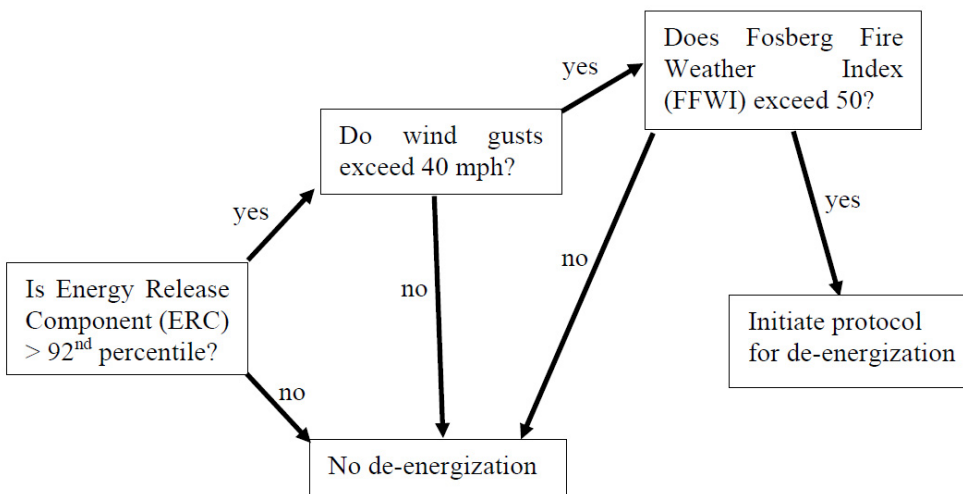 Does Fosberg Fire
Weather Index
(FFWI) exceed 50?
yes
Do wind gusts
exceed 40 mph?
yes
yes
no
no
Is Energy Release
Component (ERC)
> 92nd percentile?
Initiate protocol
for de-energization
no
No de-energization